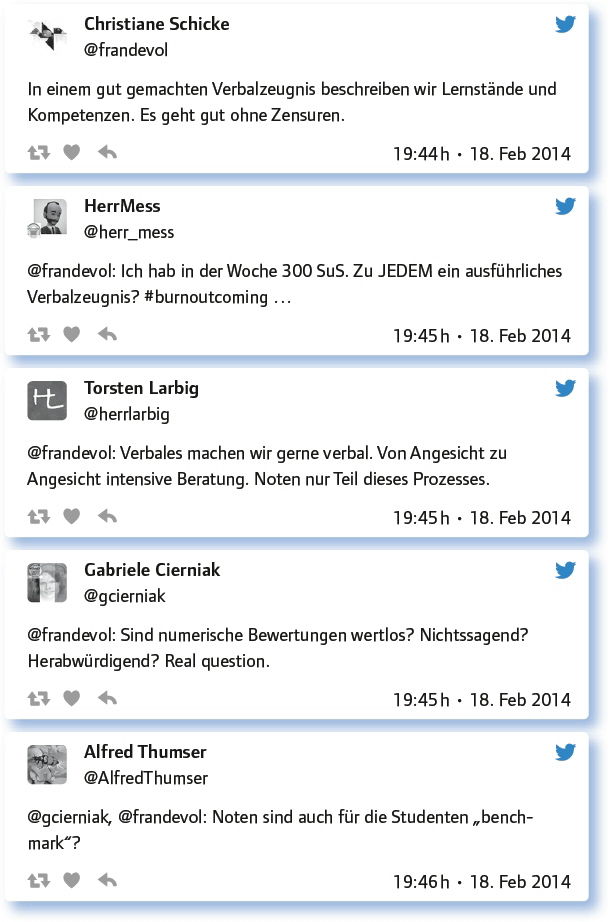 Christiane Schicke
@frandevol
In einem gut gemachten Verbalzeugnis beschreiben wir Lernstände und
Kompetenzen. Es geht gut ohne Zensuren.
19:44 h • 18. Feb 2014
HerrMess
@herr_mess
@frandevol: Ich hab in der Woche 300 SuS. Zu JEDEM ein ausführliches
Verbalzeugnis? #burnoutcoming …
19:45 h • 18. Feb 2014
Torsten Larbig
@herrlarbig
@frandevol: Verbales machen wir gerne verbal. Von Angesicht zu
Angesicht intensive Beratung. Noten nur Teil dieses Prozesses.
19:45 h • 18. Feb 2014
Gabriele Cierniak
@gcierniak
@frandevol: Sind numerische Bewertungen wertlos? Nichtssagend?
Herabwürdigend? Real question.
19:45 h • 18. Feb 2014
Alfred Thumser
@AlfredThumser
@gcierniak, @frandevol: Noten sind auch für die Studenten „bench-
mark“?
19:46 h • 18. Feb 2014